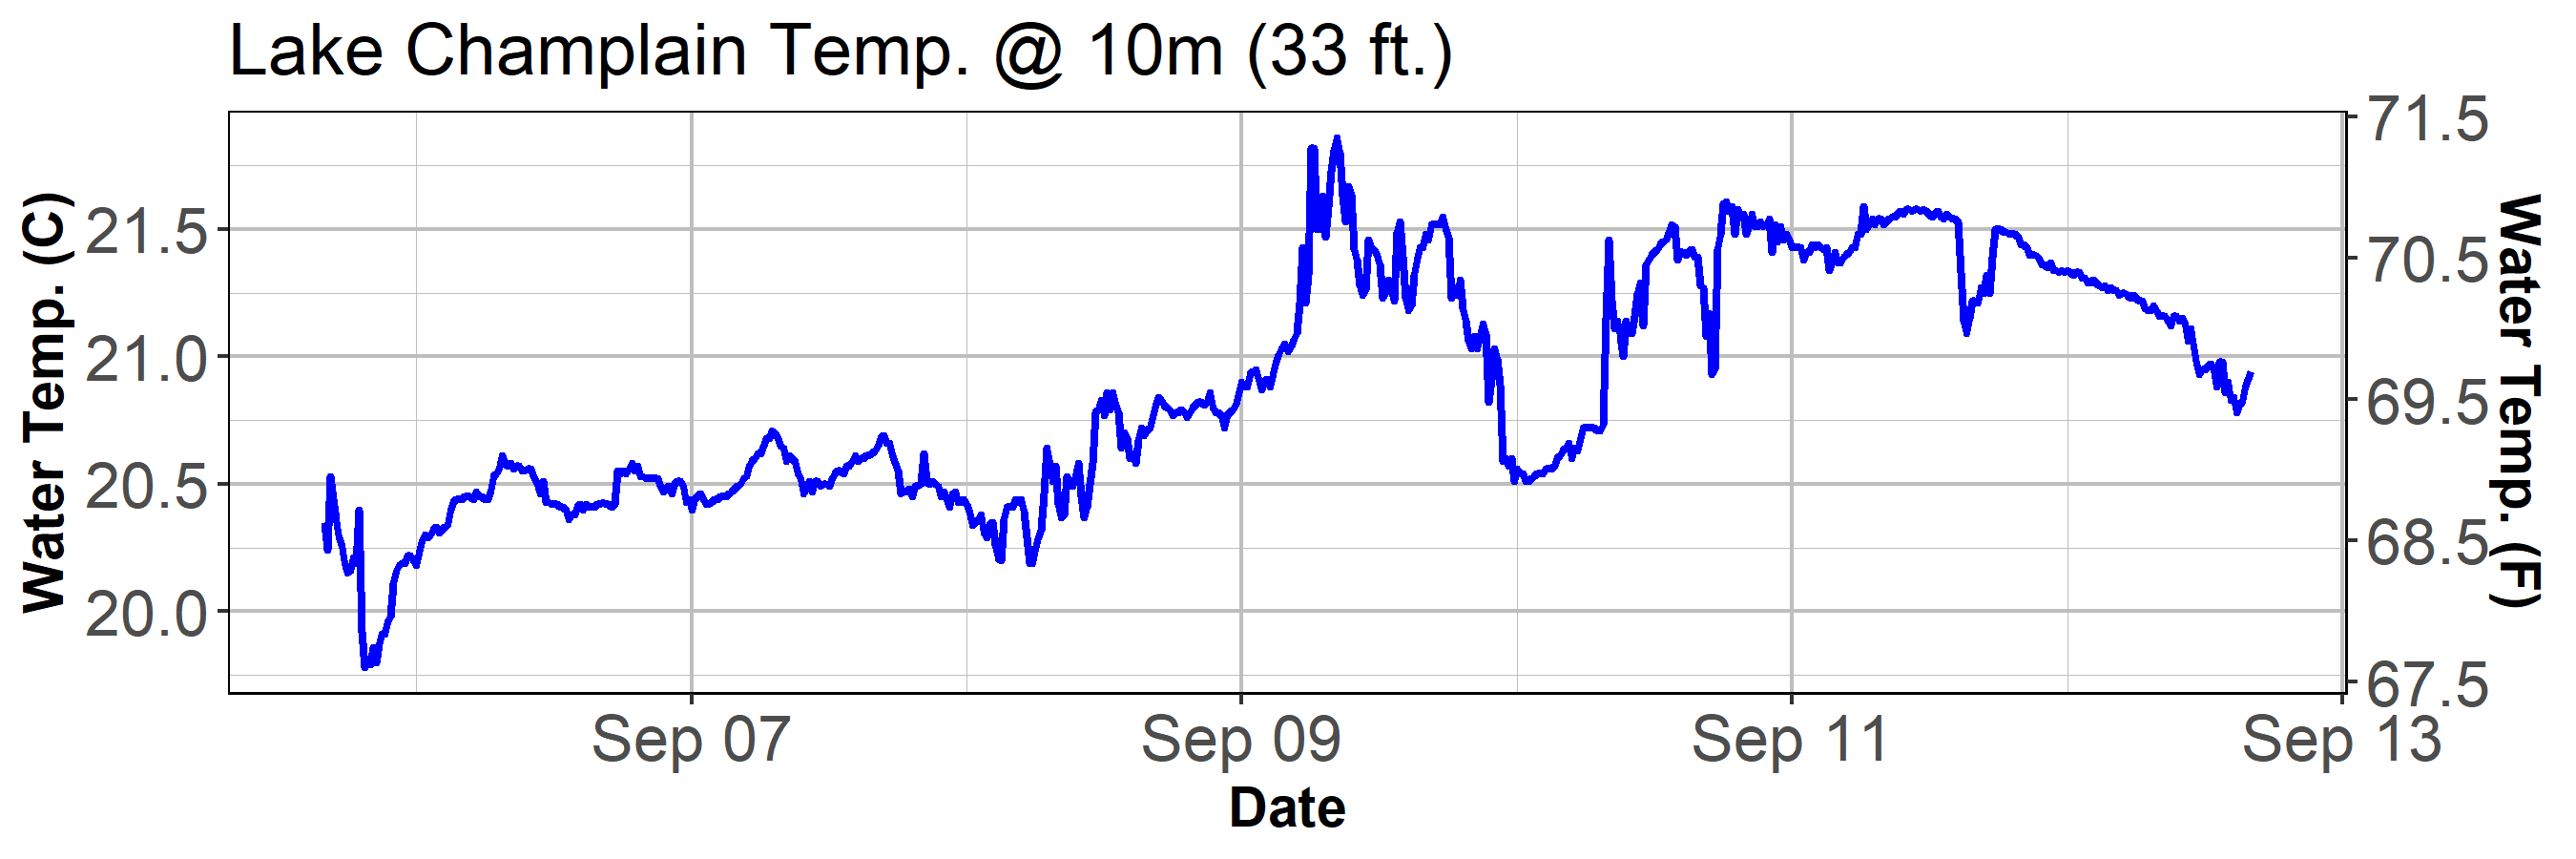 Lake Champlain Temp. @ 10m (33 ft.)
Water Temp. (C)
21.5
21.0
20.5
20.0
71.5
70.5
69.5
68.5
67.5
Water Temp. (F)
Sep 07 Sep 09 Sep 11 Sep 13
Date